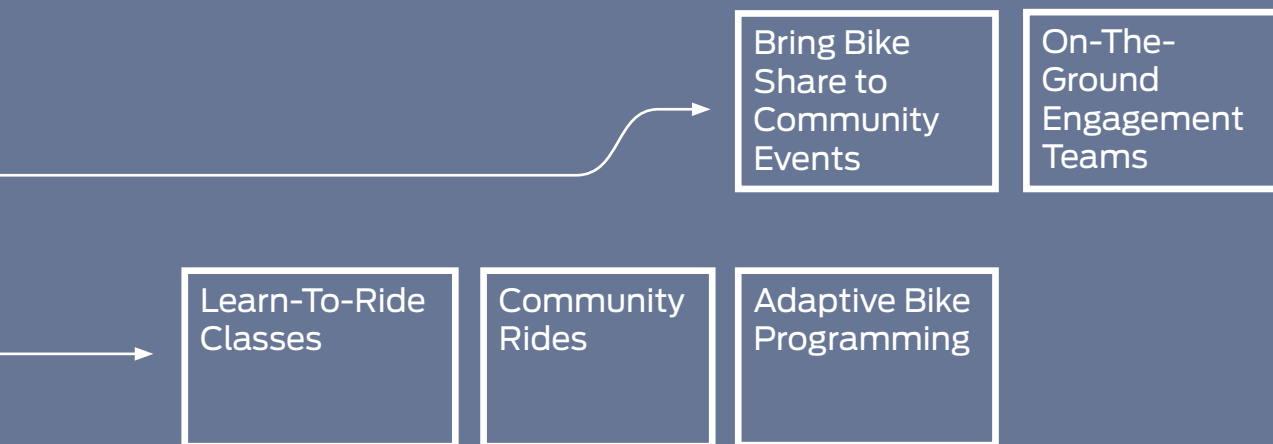 Bring Bike
Share to
Community
Events
On-The-
Ground
Engagement
Teams
Learn-To-Ride
Classes
Community
Rides
Adaptive Bike
Programming